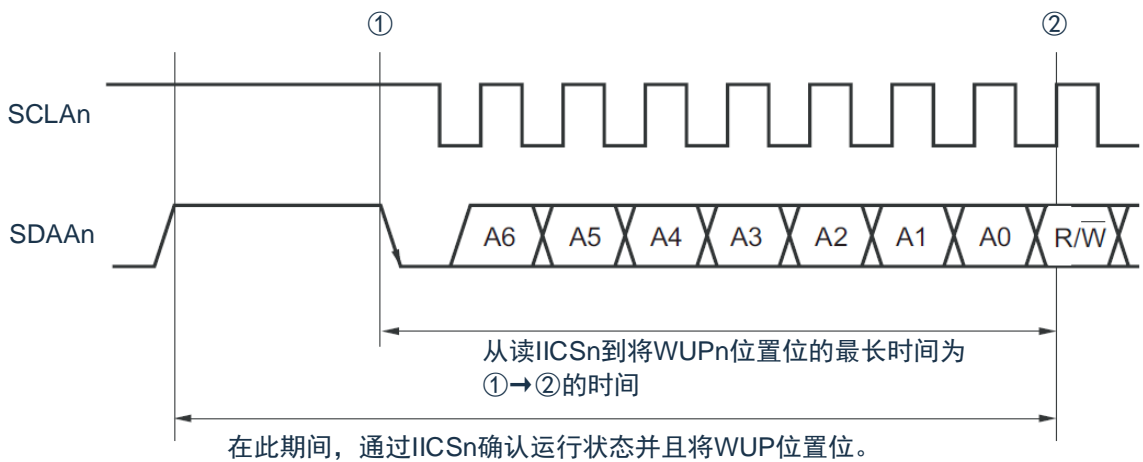 ① ②
SCLAn
SDAAn A6 A5 A4 A3 A2 A1 A0 R/W̅
从读IICSn到将WUPn位置位的最长时间为
①→②的时间
在此期间，通过IICSn确认运行状态并且将WUP位置位。